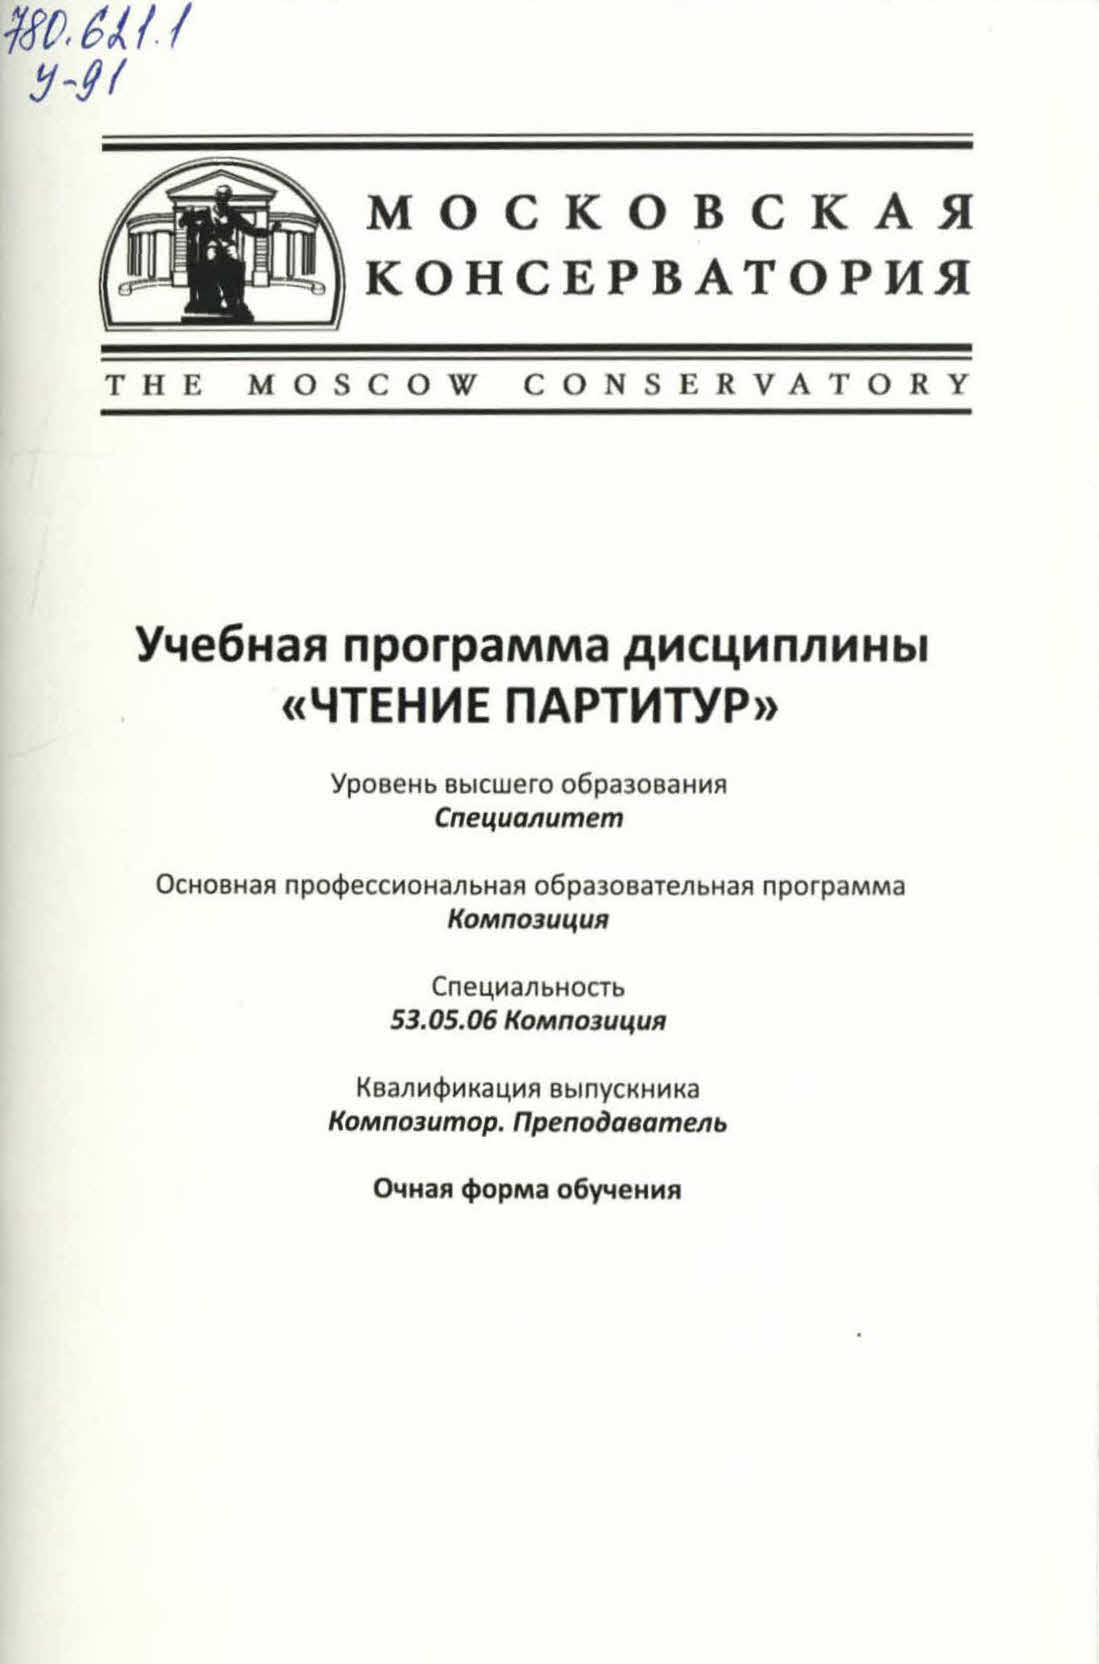 780.621.1
У-91
МОСКОВСКАЯ
КОНСЕРВАТОРИЯ
THE MOSCOW CONSERVATORY
Учебная программа дисциплины
«ЧТЕНИЕ ПАРТИТУР»
Уровень высшего образования
Специалитет
Основная профессиональная образовательная программа
Композиция
Специальность
53.05.06 Композиция
Квалификация выпускника
Композитор. Преподаватель
Очная форма обучения